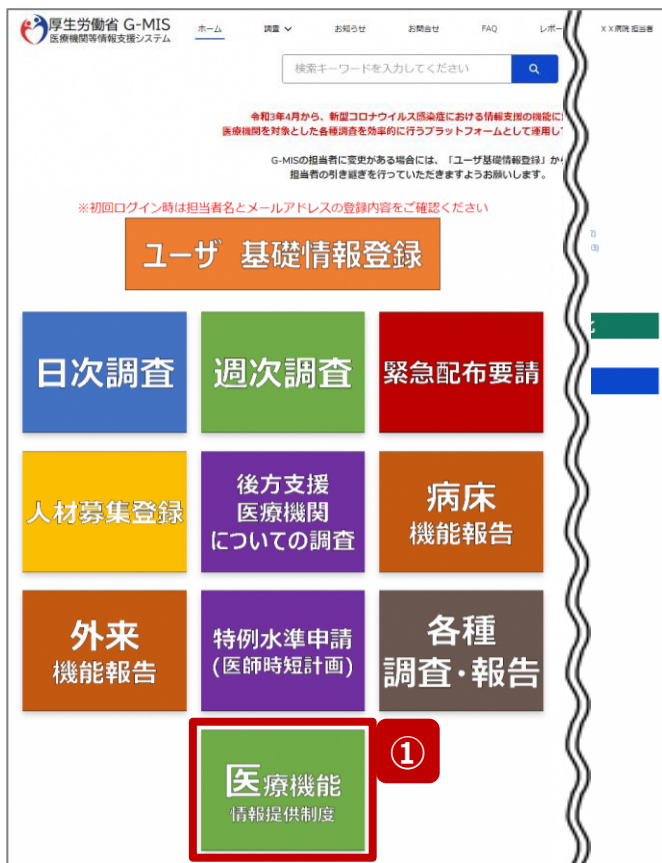 厚生労働省 G-MIS
医療機関等情報支援システム
ホーム
調査
お知らせ
お問合せ
FAQ
レポー
XX病院 担当者
検索キーワードを入力してください
令和3年4月から、新型コロナウイルス感染症における情報支援の機能に
医療機関を対象とした各種調査を効率的に行うプラットフォームとして運用し
G-MISの担当者に変更がある場合には、「ユーザ基礎情報登録」か
担当者の引き継ぎを行っていただきますようお願いします。
※初回ログイン時は担当者名とメールアドレスの登録内容をご確認ください
ユーザ 基礎情報登録
日次調査
週次調査
緊急配布要請
人材募集登録
後方支援
医療機関
についての調査
病床
機能報告
外来
機能報告
特例水準申請
(医師時短計画)
各種
調査・報告
医療機能
情報提供制度
①